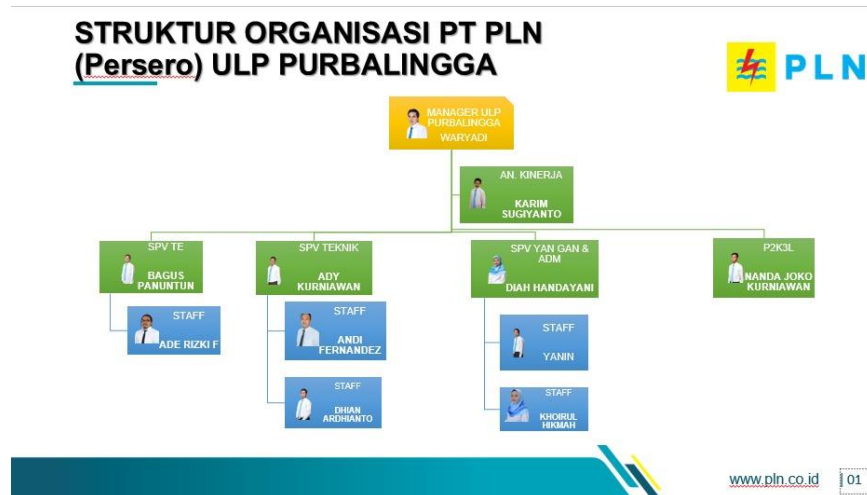 STRUKTUR ORGANISASI PT PLN
(Persero) ULP PURBALINGGA
PLN
MANAGER ULP
PURBALINGGA
WARYADI
AN. KINERJA
KARIM
SUGIYANTO
SPV TE
BAGUS
PANUNTUN
SPV TEKNIK
ADY
KURNIAWAN
SPV YAN GAN &
ADM
DIAH HANDAYANI
P2K3L
NANDA JOKO
KURNIAWAN
STAFF
ADE RIZKI F
STAFF
ANDI
FERNANDEZ
STAFF
YANIN
STAFF
DHIAN
ARDHIANTO
STAFF
KHOIRUL
HIKMAH
www.pln.co.id
01